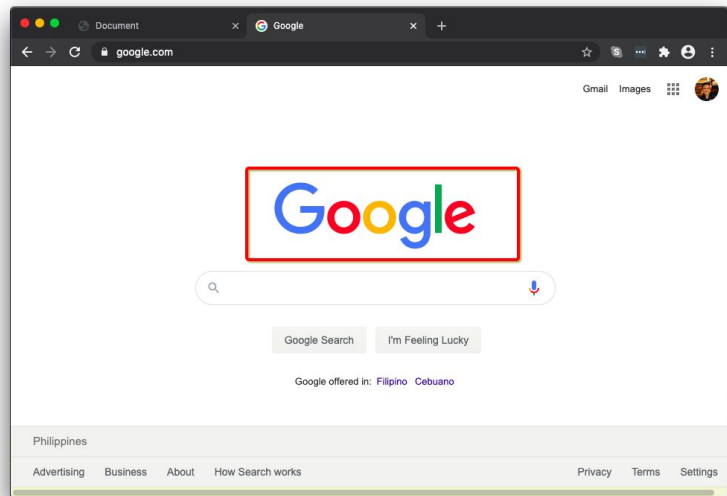 Document Google
google.com
Gmail Images
Google
Google Search I'm Feeling Lucky
Google offered in: Filipino Cebuano
Philippines
Advertising Business About How Search works Privacy Terms Settings